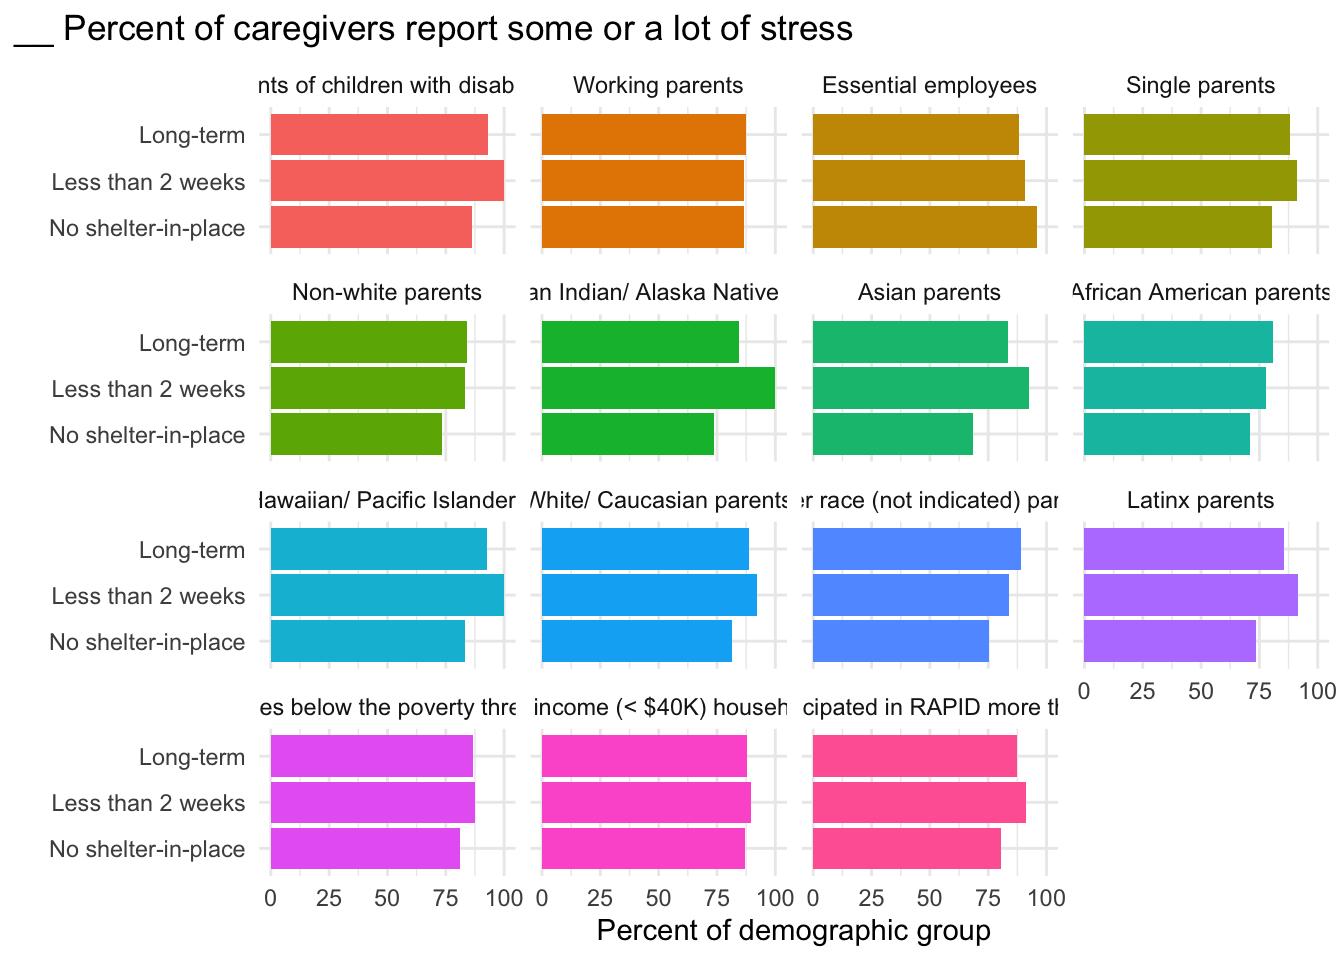 __ Percent of caregivers report some or a lot of stress
nts of children with disab Working parents Essential employees Single parents
Long-term
Less than 2 weeks
No shelter-in-place
Non-white parents an Indian/ Alaska Native Asian parents African American parents
Long-term
Less than 2 weeks
No shelter-in-place
Hawaiian/ Pacific Islander White/ Caucasian parents er race (not indicated) par Latinx parents
Long-term
Less than 2 weeks
No shelter-in-place
0 25 50 75 100
es below the poverty thre income (< $40K) househ cipated in RAPID more th
Long-term
Less than 2 weeks
No shelter-in-place
0 25 50 75 100 0 25 50 75 100 0 25 50 75 100
Percent of demographic group